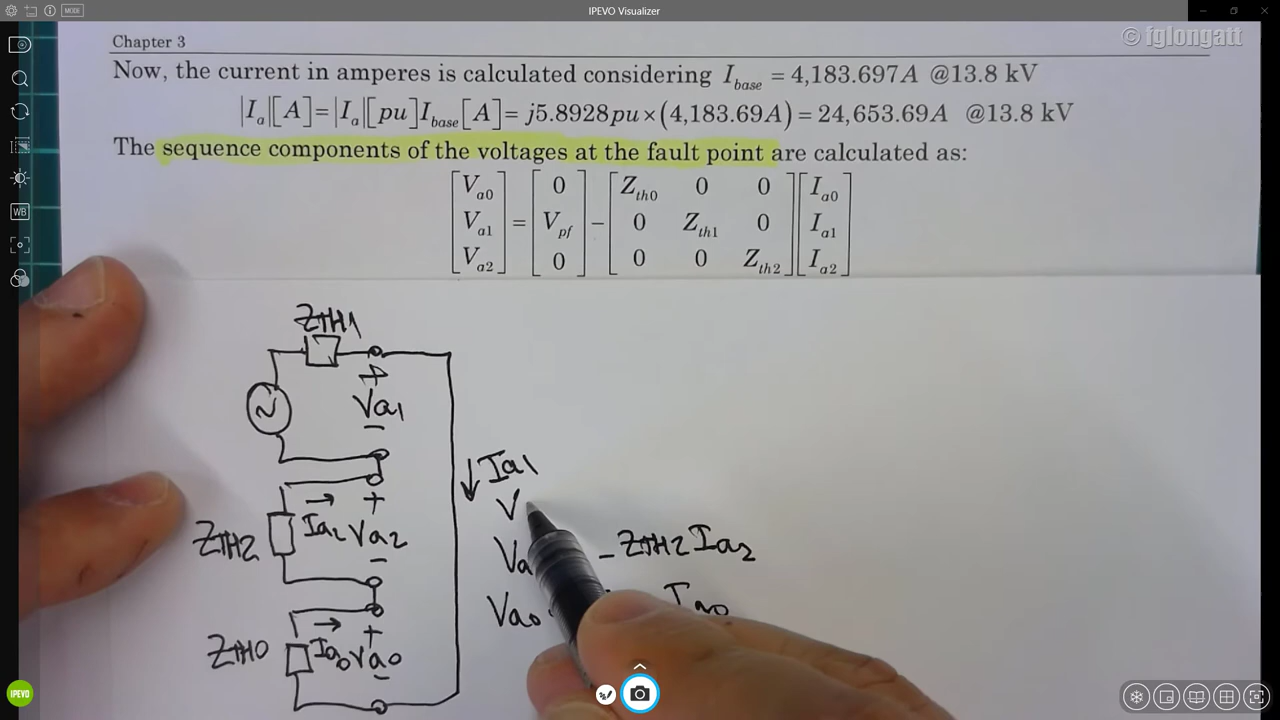 IPEVO Visualizer
MODE
WB
© fglongatt
Chapter 3
Now, the current in amperes is calculated considering I_base = 4,183.697A @13.8 kV
|I_a|[A]=|I_a|[pu]I_base[A]= j5.8928pu×(4,183.69A)= 24,653.69A @13.8 kV
The sequence components of the voltages at the fault point are calculated as:
[V_a0] [0] [Z_th0 0 0] [I_a0]
[V_a1] = [V_pf] − [0 Z_th1 0] [I_a1]
[V_a2] [0] [0 0 Z_th2] [I_a2]
ZTH1
+
Va1
−
Ia1
V
ZTH2 Ia2 + Va2 −
Va − ZTH2 Ia2
ZTH0 Ia0 + Va0 −
Va0 Ia0
IPEVO